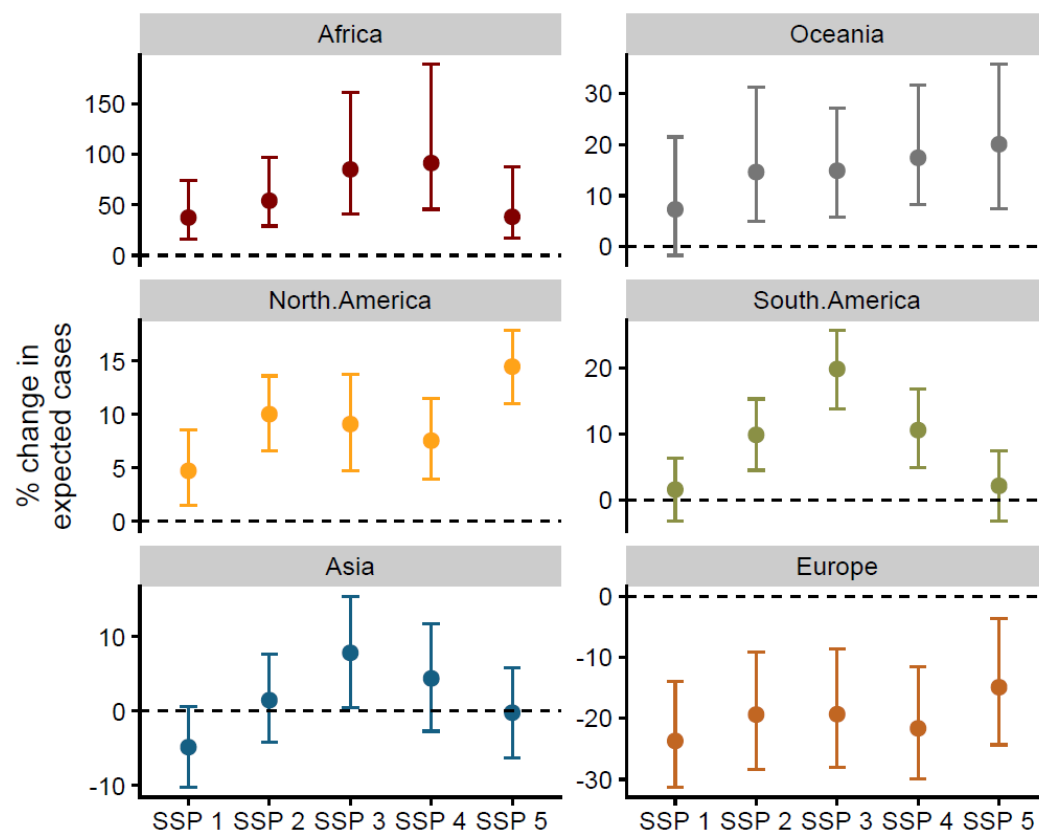 Africa
Oceania
150
100
50
0
30
20
10
0
North.America
South.America
% change in
expected cases
15
10
5
0
20
10
0
Asia
Europe
10
0
-10
0
-10
-20
-30
SSP 1 SSP 2 SSP 3 SSP 4 SSP 5
SSP 1 SSP 2 SSP 3 SSP 4 SSP 5